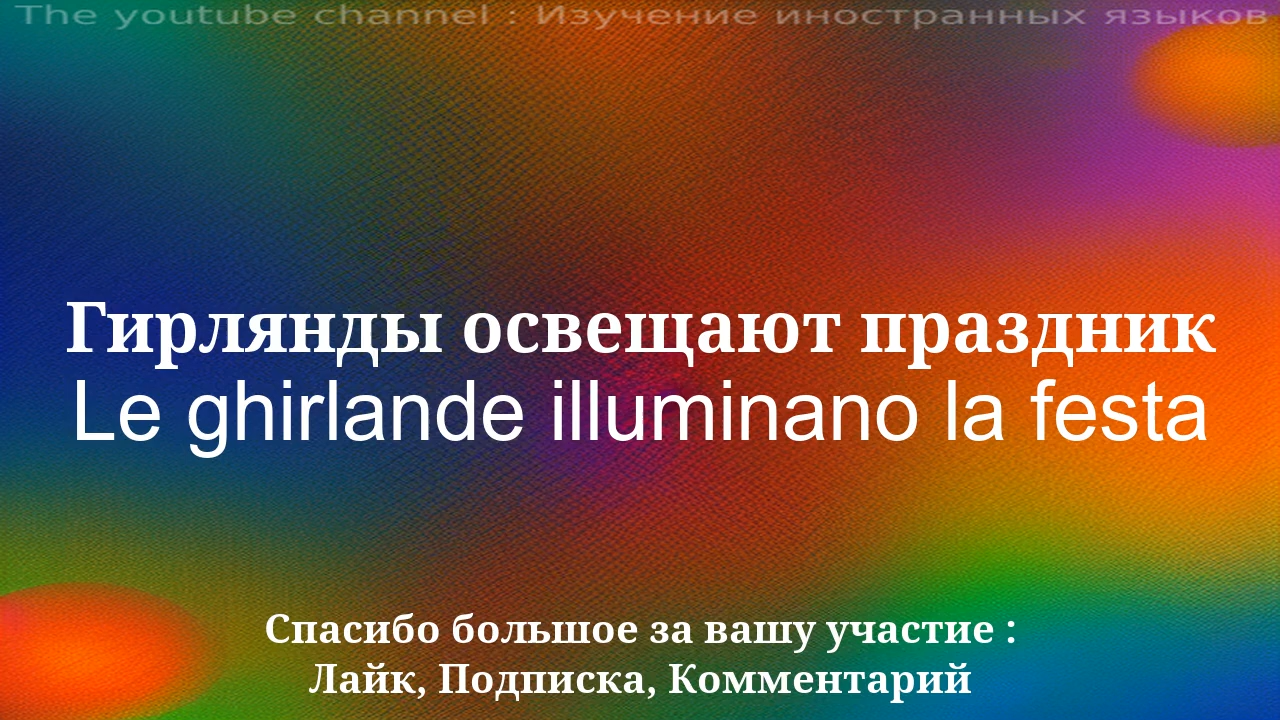 The youtube channel : Изучение иностранных языков
Гирлянды освещают праздник
Le ghirlande illuminano la festa
Спасибо большое за вашу участие :
Лайк, Подписка, Комментарий